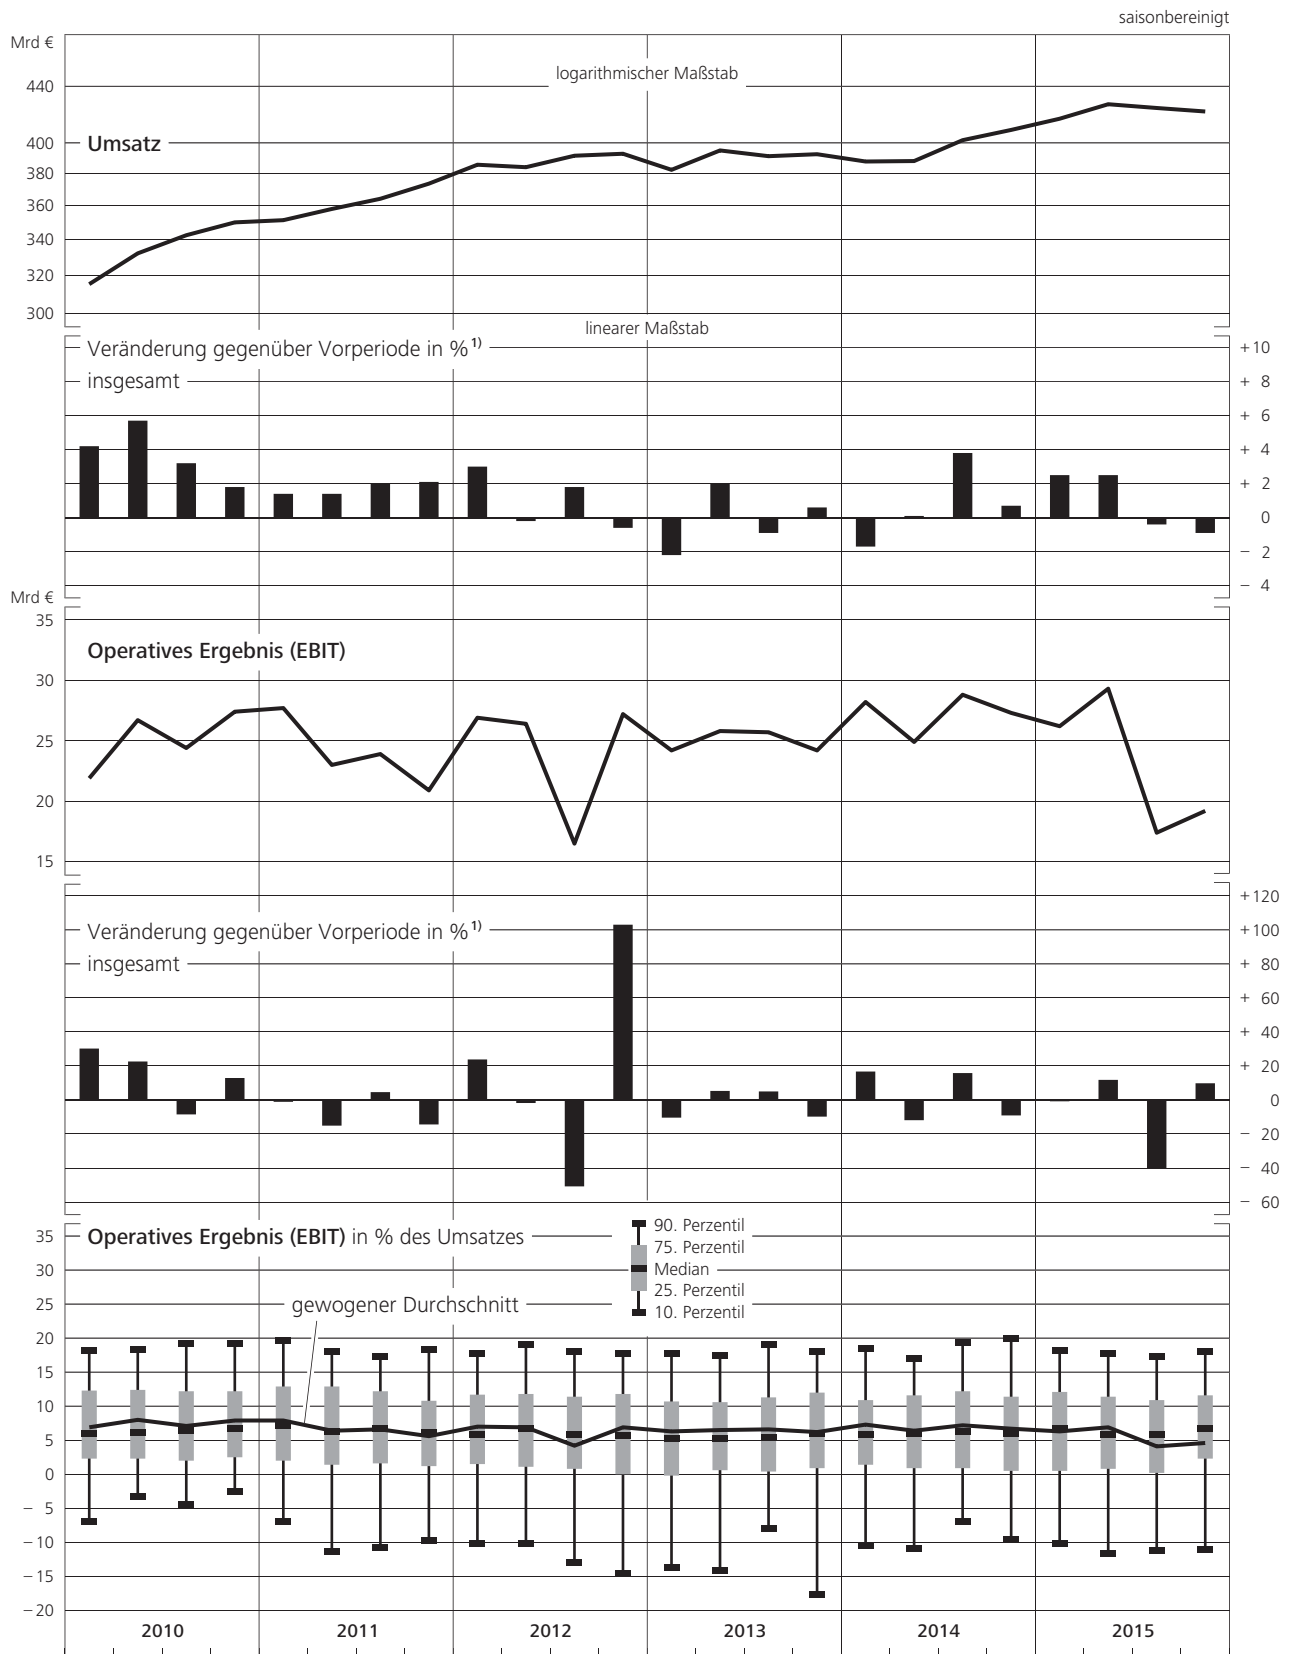 saisonbereinigt
Mrd €
logarithmischer Maßstab
440
Umsatz
400
380
360
340
320
300
linearer Maßstab
Veränderung gegenüber Vorperiode in %1)
+10
insgesamt
+ 8
+ 6
+ 4
+ 2
0
− 2
− 4
Mrd €
35
Operatives Ergebnis (EBIT)
30
25
20
15
+120
Veränderung gegenüber Vorperiode in %1)
+100
insgesamt
+ 80
+ 60
+ 40
+ 20
0
− 20
− 40
− 60
35
Operatives Ergebnis (EBIT) in % des Umsatzes
90. Perzentil
75. Perzentil
30
Median
25. Perzentil
25
gewogener Durchschnitt
10. Perzentil
20
15
10
5
0
− 5
−10
−15
−20
2010 2011 2012 2013 2014 2015